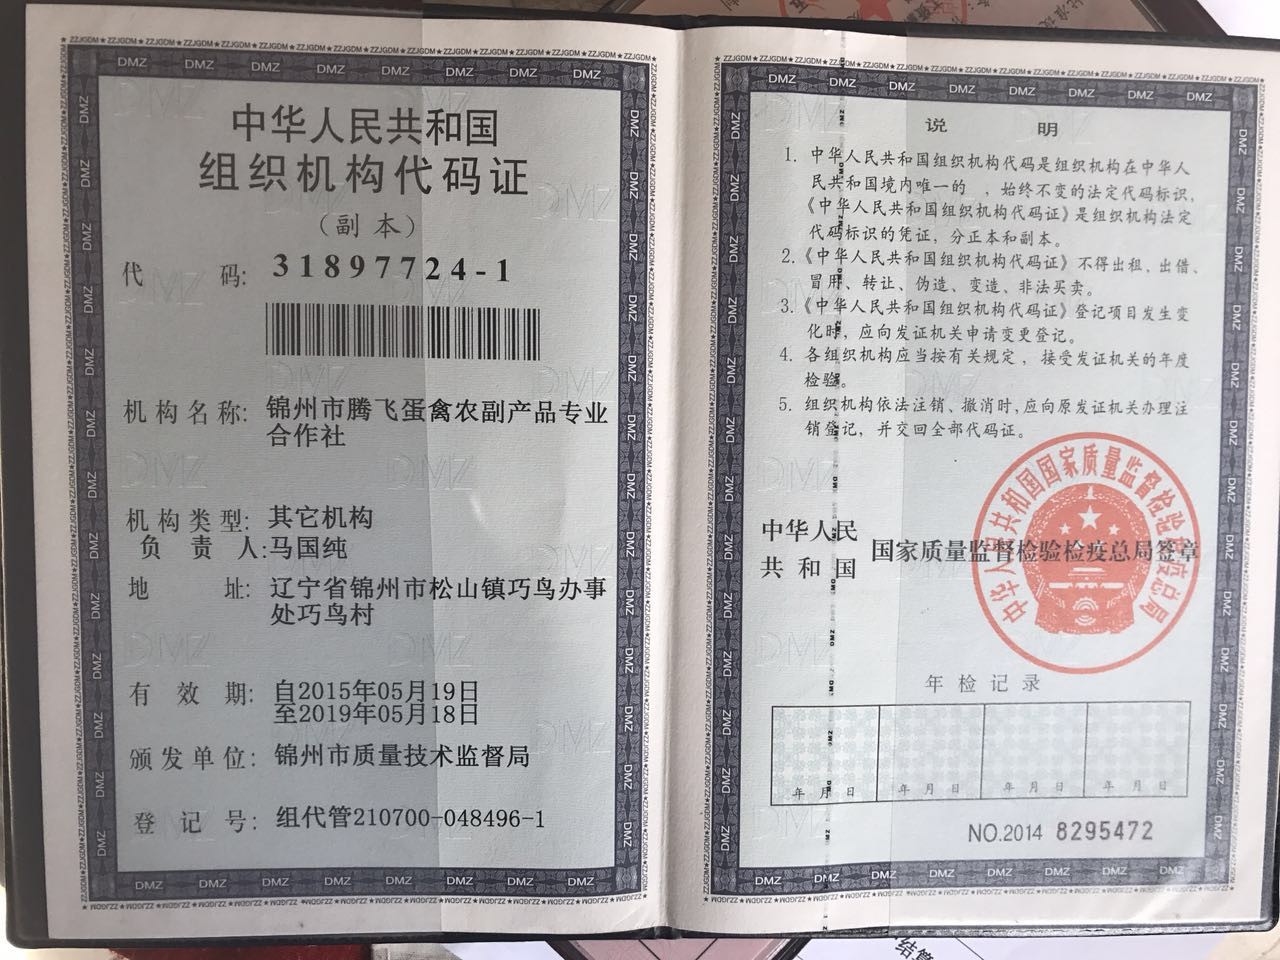 中华人民共和国
组织机构代码证
(副本)
代码: 31897724-1
机构名称: 锦州市腾飞蛋禽农副产品专业
合作社
机构类型: 其它机构
负责人: 马国纯
地址: 辽宁省锦州市松山镇巧鸟办事
处巧鸟村
有效期: 自2015年05月19日
至2019年05月18日
颁发单位: 锦州市质量技术监督局
登记号: 组代管210700-048496-1
说明
1. 中华人民共和国组织机构代码是组织机构在中华人
民共和国境内唯一的 , 始终不变的法定代码标识,
《中华人民共和国组织机构代码证》是组织机构法定
代码标识的凭证, 分正本和副本。
2.《中华人民共和国组织机构代码证》不得出租、出借、
冒用、转让、伪造、变造、非法买卖。
3.《中华人民共和国组织机构代码证》登记项目发生变
化时, 应向发证机关申请变更登记。
4. 各组织机构应当按有关规定, 接受发证机关的年度
检验。
5. 组织机构依法注销、撤消时,应向原发证机关办理注
销登记, 并交回全部代码证。
中华人民
共和国
国家质量监督检验检疫总局签章
中华人民共和国国家质量监督检验检疫总局
年检记录
年 月 日 年 月 日 年 月 日 年 月 日
NO.2014 8295472